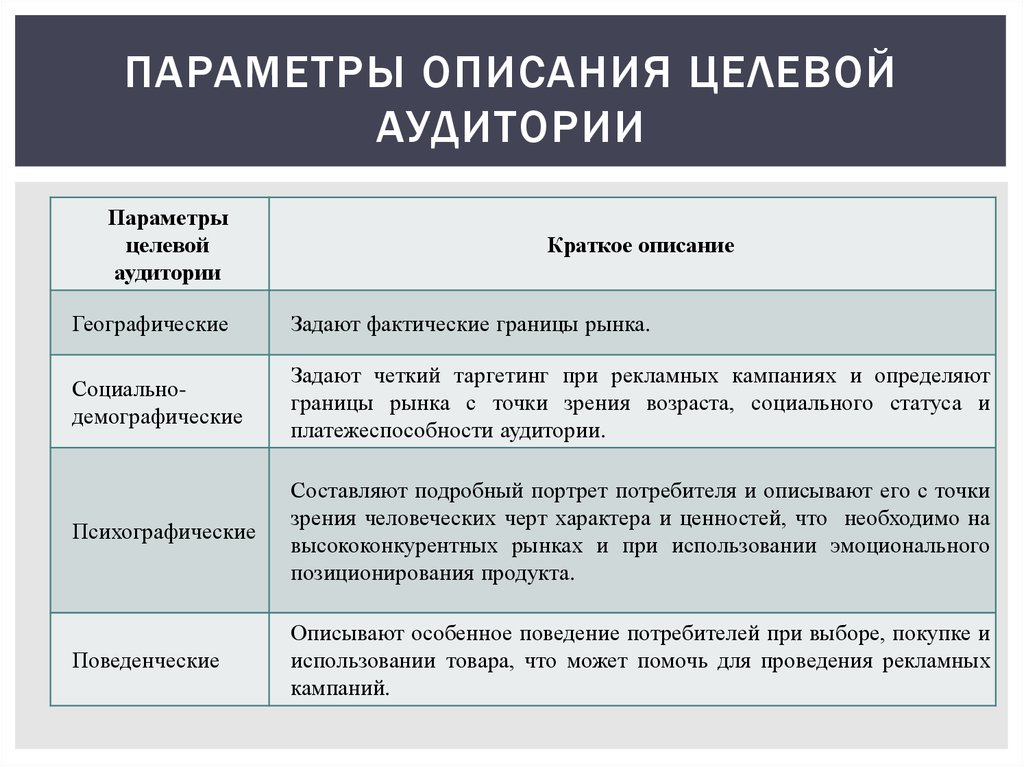 ПАРАМЕТРЫ ОПИСАНИЯ ЦЕЛЕВОЙ
АУДИТОРИИ
Параметры
целевой
аудитории
Краткое описание
Географические
Задают фактические границы рынка.
Социально-
демографические
Задают четкий таргетинг при рекламных кампаниях и определяют
границы рынка с точки зрения возраста, социального статуса и
платежеспособности аудитории.
Психографические
Составляют подробный портрет потребителя и описывают его с точки
зрения человеческих черт характера и ценностей, что необходимо на
высококонкурентных рынках и при использовании эмоционального
позиционирования продукта.
Поведенческие
Описывают особенное поведение потребителей при выборе, покупке и
использовании товара, что может помочь для проведения рекламных
кампаний.